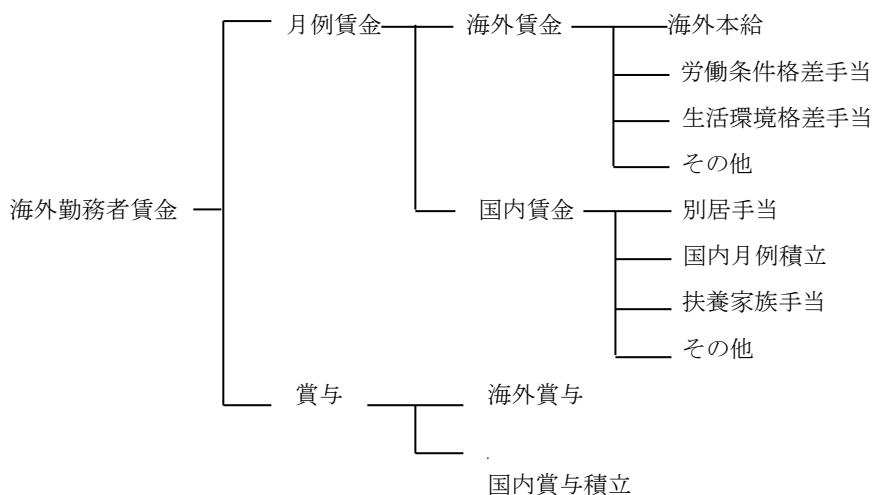 月例賃金 海外賃金 海外本給
労働条件格差手当
生活環境格差手当
その他
海外勤務者賃金 国内賃金 別居手当
国内月例積立
扶養家族手当
その他
賞与 海外賞与
国内賞与積立